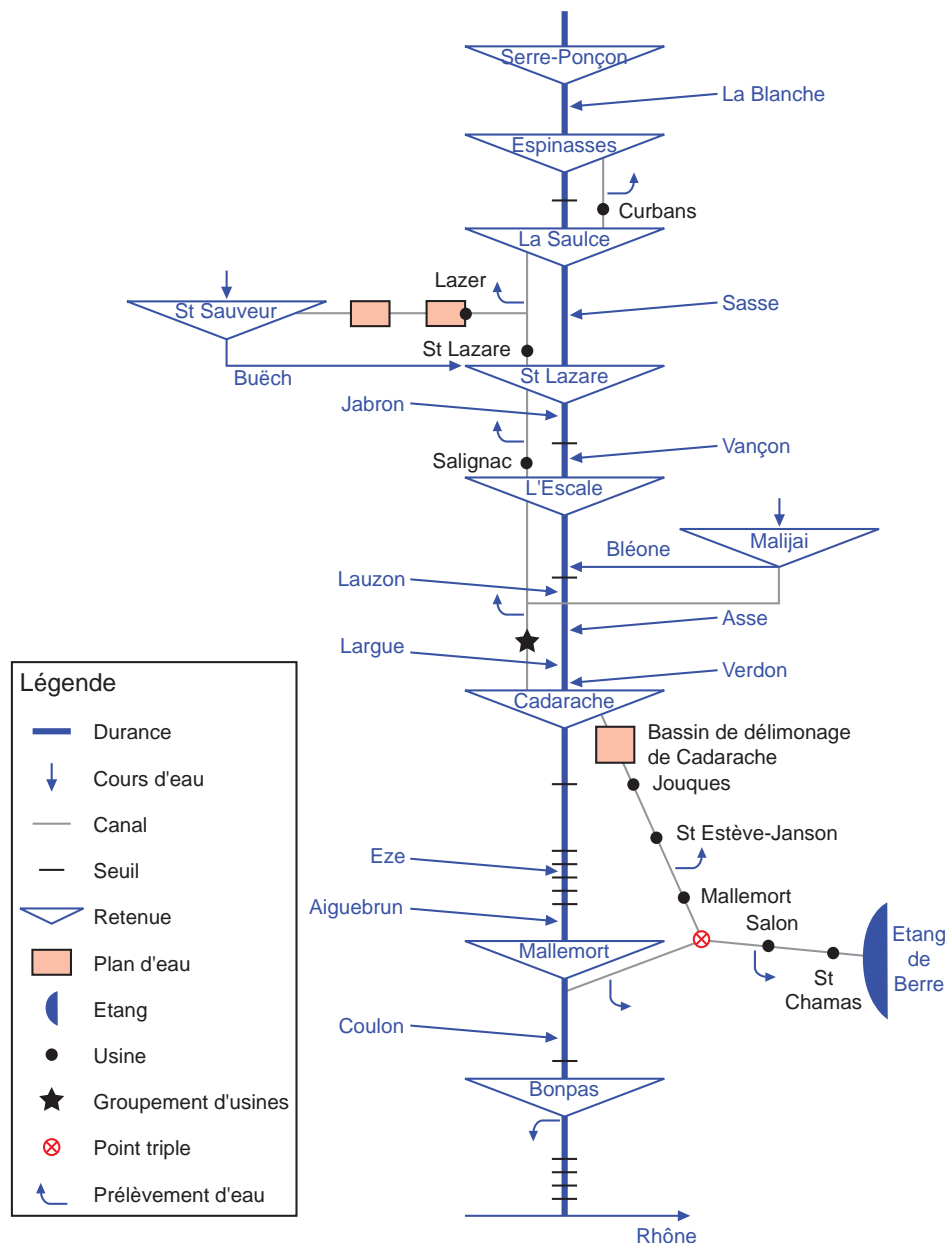 Serre-Ponçon
La Blanche
Espinasses
Curbans
La Saulce
Lazer
St Sauveur
Sasse
St Lazare
Buëch
St Lazare
Jabron
Vançon
Salignac
L'Escale
Malijai
Bléone
Lauzon
Asse
Largue
Verdon
Cadarache
Bassin de délimonage
de Cadarache
Jouques
St Estève-Janson
Eze
Mallemort
Aiguebrun
Salon
Mallemort
Etang
de
Berre
St
Chamas
Coulon
Bonpas
Rhône
Légende
Durance
Cours d'eau
Canal
Seuil
Retenue
Plan d'eau
Etang
Usine
Groupement d'usines
Point triple
Prélèvement d'eau